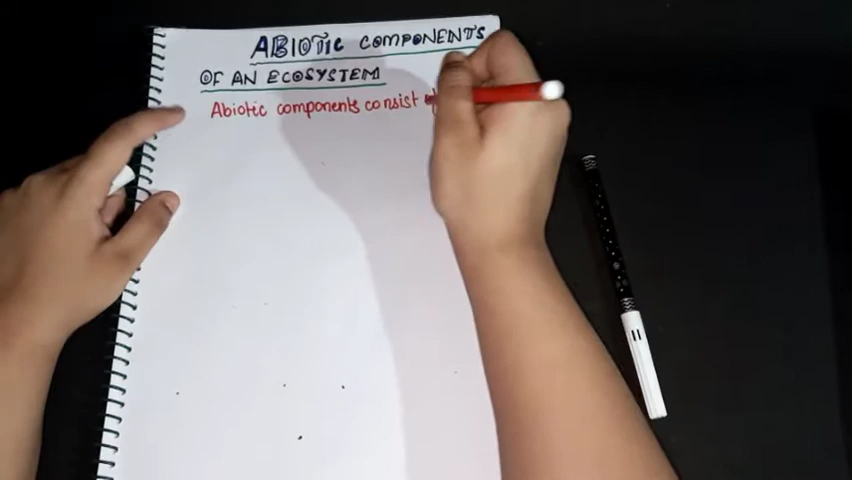 ABIOTIC COMPONENTS
OF AN ECOSYSTEM
Abiotic components consist